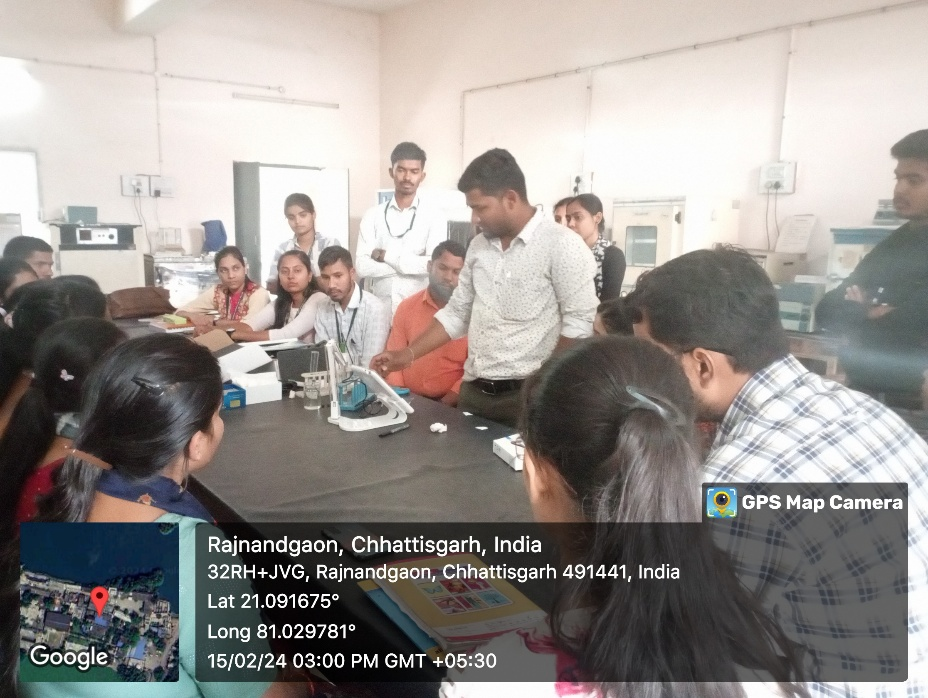 GPS Map Camera
Rajnandgaon, Chhattisgarh, India
32RH+JVG, Rajnandgaon, Chhattisgarh 491441, India
Lat 21.091675°
Long 81.029781°
15/02/24 03:00 PM GMT +05:30
Google